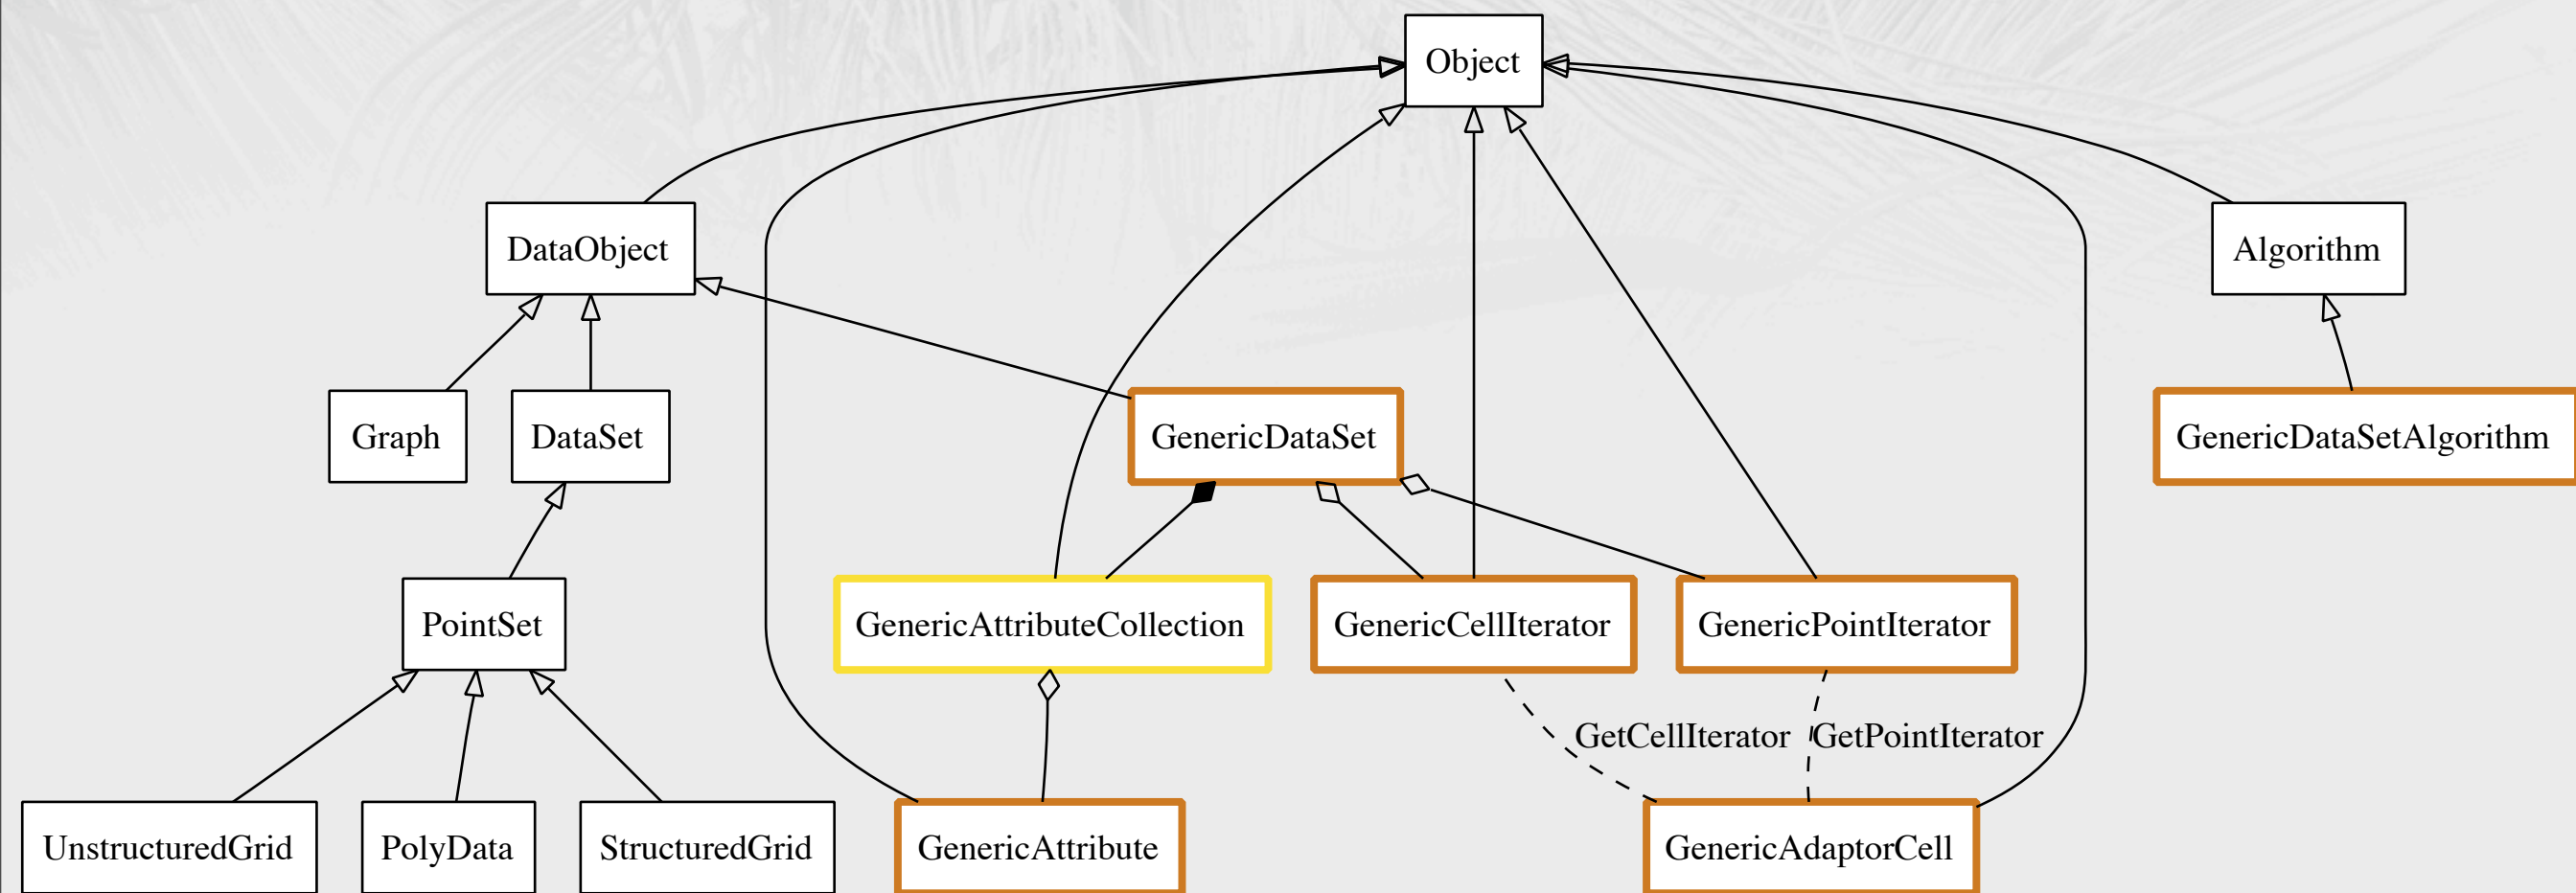 Object
DataObject
Algorithm
Graph
DataSet
GenericDataSet
GenericDataSetAlgorithm
PointSet
GenericAttributeCollection
GenericCellIterator
GenericPointIterator
GetCellIterator
GetPointIterator
UnstructuredGrid
PolyData
StructuredGrid
GenericAttribute
GenericAdaptorCell